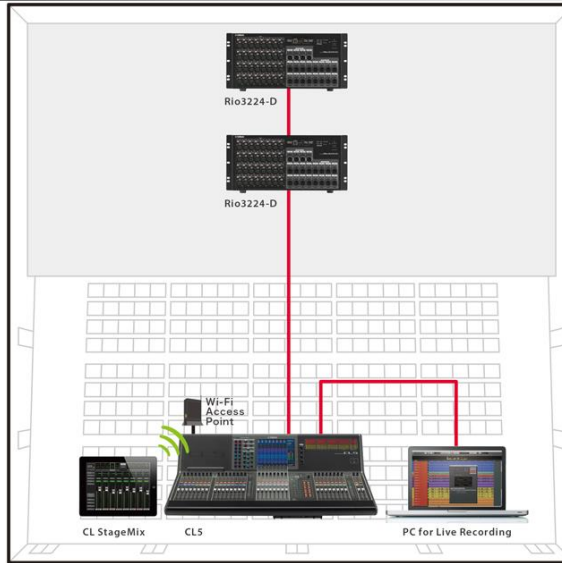 Rio3224-D
Rio3224-D
Wi-Fi
Access
Point
CL StageMix
CL5
PC for Live Recording